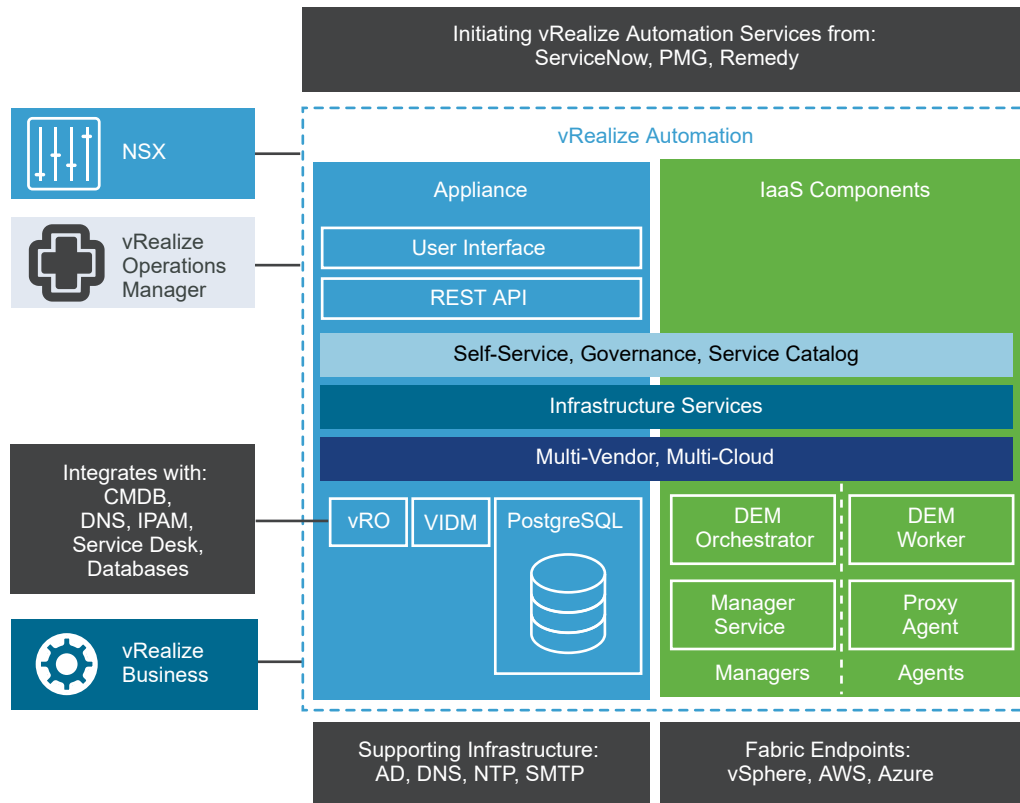 Initiating vRealize Automation Services from:
ServiceNow, PMG, Remedy
NSX
vRealize
Operations
Manager
Integrates with:
CMDB,
DNS, IPAM,
Service Desk,
Databases
vRealize
Business
vRealize Automation
Appliance
User Interface
REST API
IaaS Components
Self-Service, Governance, Service Catalog
Infrastructure Services
Multi-Vendor, Multi-Cloud
vRO
VIDM
PostgreSQL
DEM
Orchestrator
DEM
Worker
Manager
Service
Proxy
Agent
Managers
Agents
Supporting Infrastructure:
AD, DNS, NTP, SMTP
Fabric Endpoints:
vSphere, AWS, Azure